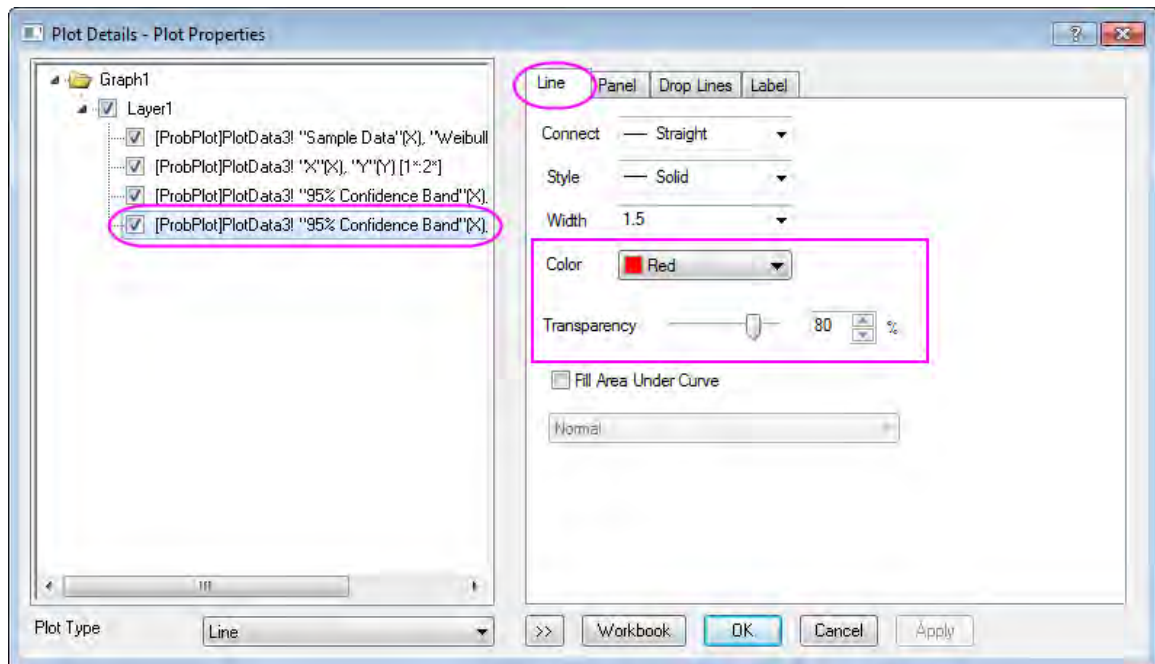 Plot Details - Plot Properties
Graph1
Layer1
[ProbPlot]PlotData3! "Sample Data"(X), "Weibull
[ProbPlot]PlotData3! "X"(X), "Y"(Y) [1*:2*]
[ProbPlot]PlotData3! "95% Confidence Band"(X),
[ProbPlot]PlotData3! "95% Confidence Band"(X),
Plot Type
Line
Line
Panel
Drop Lines
Label
Connect
Straight
Style
Solid
Width
1.5
Color
Red
Transparency
80
%
Fill Area Under Curve
Normal
>>
Workbook
OK
Cancel
Apply